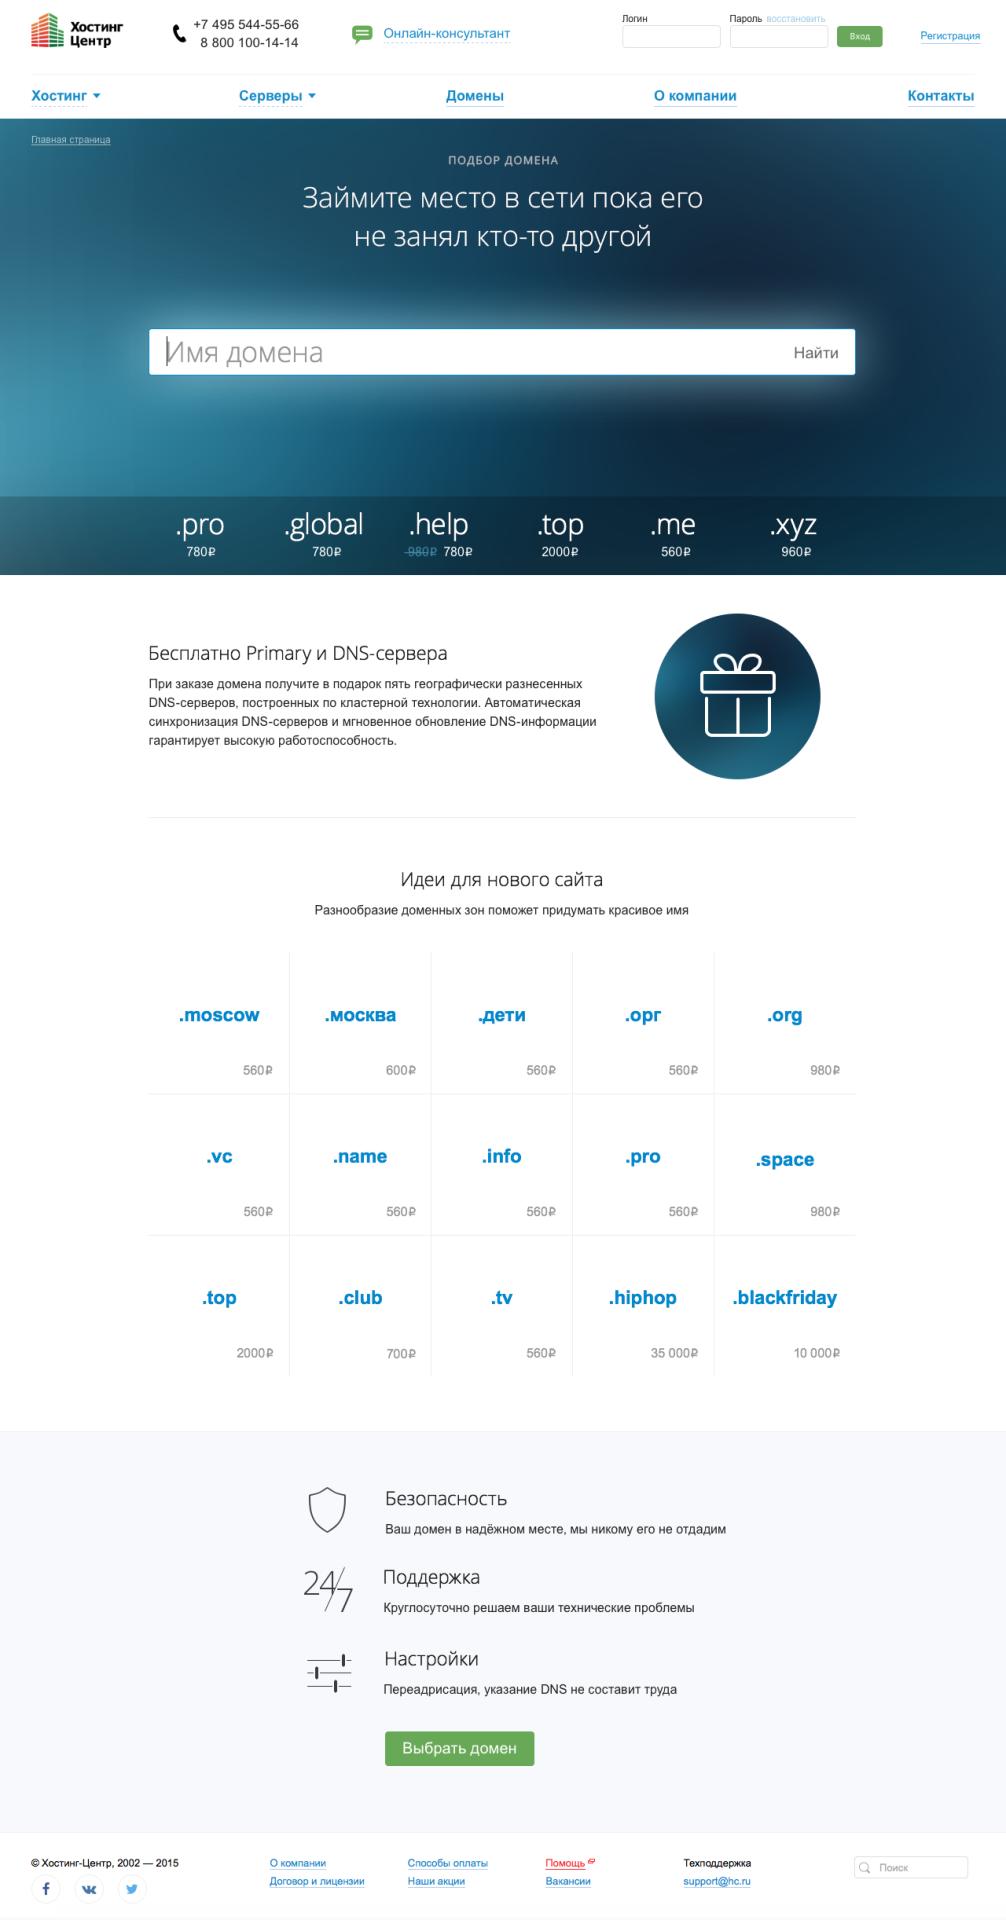 Хостинг
Центр
+7 495 544-55-66
8 800 100-14-14
Онлайн-консультант
Логин
Пароль восстановить
Вход
Регистрация
Хостинг
Серверы
Домены
О компании
Контакты
Главная страница
ПОДБОР ДОМЕНА
Займите место в сети пока его
не занял кто-то другой
Имя домена
Найти
.pro .global .help .top .me .xyz
780₽ 780₽ 980₽ 780₽ 2000₽ 560₽ 960₽
Бесплатно Primary и DNS-сервера
При заказе домена получите в подарок пять географически разнесенных
DNS-серверов, построенных по кластерной технологии. Автоматическая
синхронизация DNS-серверов и мгновенное обновление DNS-информации
гарантирует высокую работоспособность.
Идеи для нового сайта
Разнообразие доменных зон поможет придумать красивое имя
.moscow .москва .дети .орг .org
560₽ 600₽ 560₽ 560₽ 980₽
.vc .name .info .pro .space
560₽ 560₽ 560₽ 560₽ 980₽
.top .club .tv .hiphop .blackfriday
2000₽ 700₽ 560₽ 35 000₽ 10 000₽
Безопасность
Ваш домен в надёжном месте, мы никому его не отдадим
24/7
Поддержка
Круглосуточно решаем ваши технические проблемы
Настройки
Переадрисация, указание DNS не составит труда
Выбрать домен
© Хостинг-Центр, 2002 — 2015
О компании
Договор и лицензии
Способы оплаты
Наши акции
Помощь
Вакансии
Техподдержка
support@hc.ru
Поиск